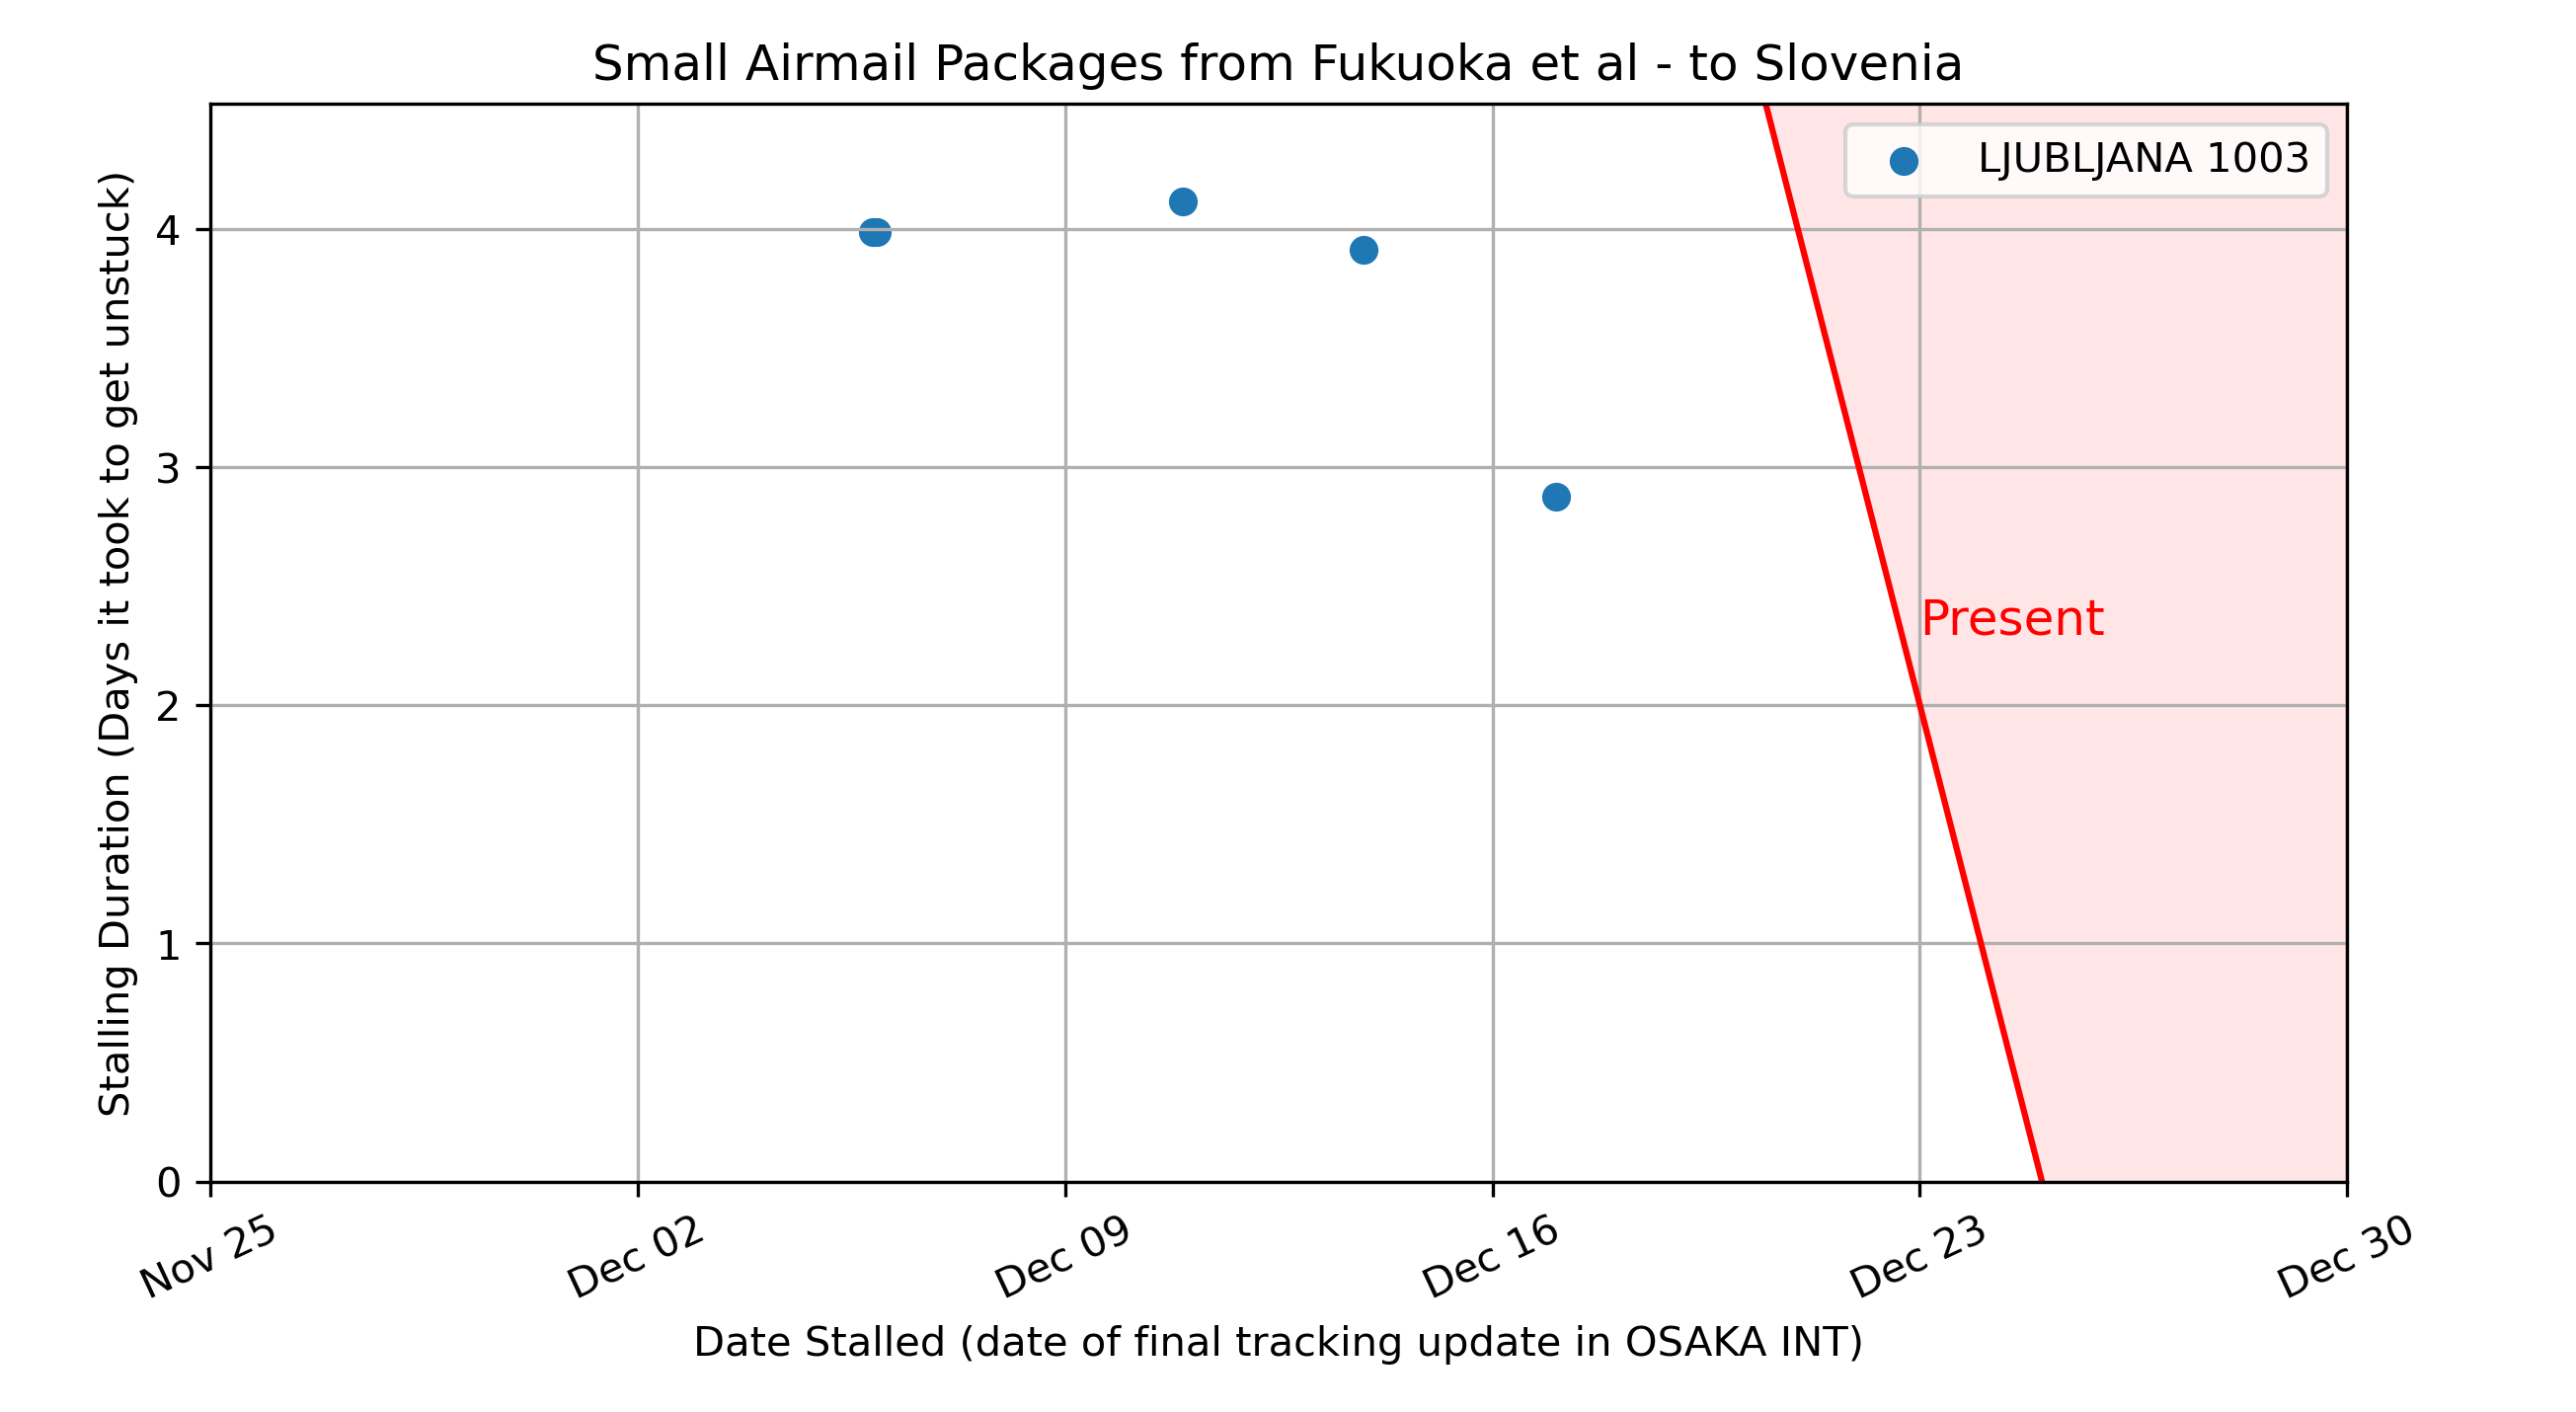 Small Airmail Packages from Fukuoka et al - to Slovenia
LJUBLJANA 1003
Present
Stalling Duration (Days it took to get unstuck)
4
3
2
1
0
Nov 25
Dec 02
Dec 09
Dec 16
Dec 23
Dec 30
Date Stalled (date of final tracking update in OSAKA INT)